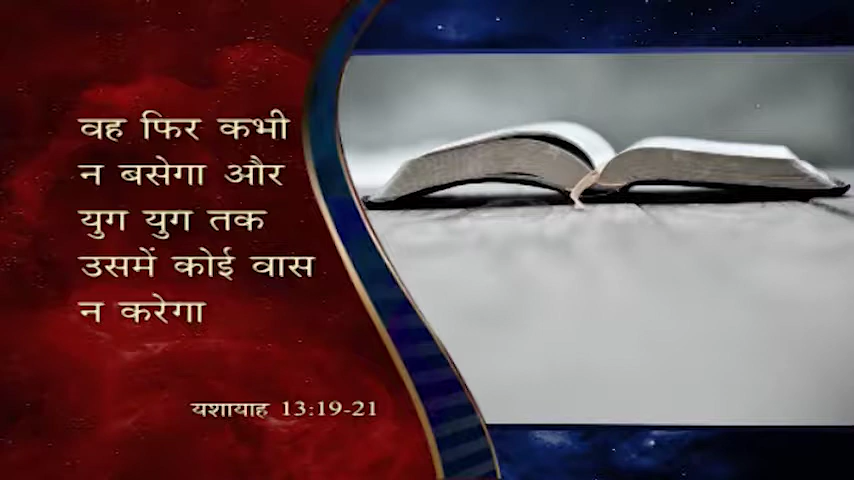 वह फिर कभी
न बसेगा और
युग युग तक
उसमें कोई वास
न करेगा
यशायाह 13:19-21